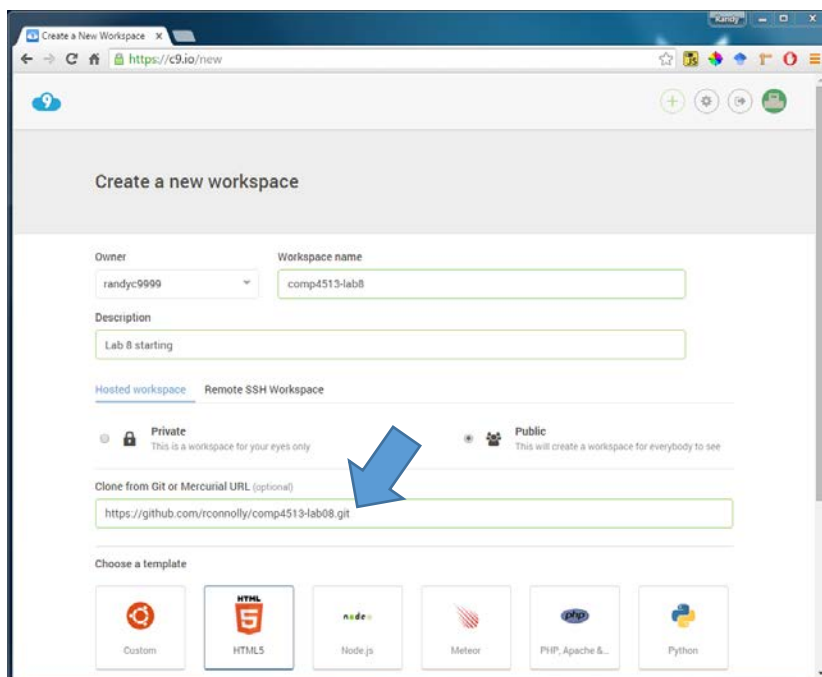 Randy
Create a New Workspace
https://c9.io/new
9
Create a new workspace
Owner
Workspace name
randyc9999
comp4513-lab8
Description
Lab 8 starting
Hosted workspace
Remote SSH Workspace
Private
This is a workspace for your eyes only
Public
This will create a workspace for everybody to see
Clone from Git or Mercurial URL (optional)
https://github.com/rconnolly/comp4513-lab08.git
Choose a template
HTML
5
node
Custom
HTML5
Node.js
Meteor
php
PHP, Apache &...
Python